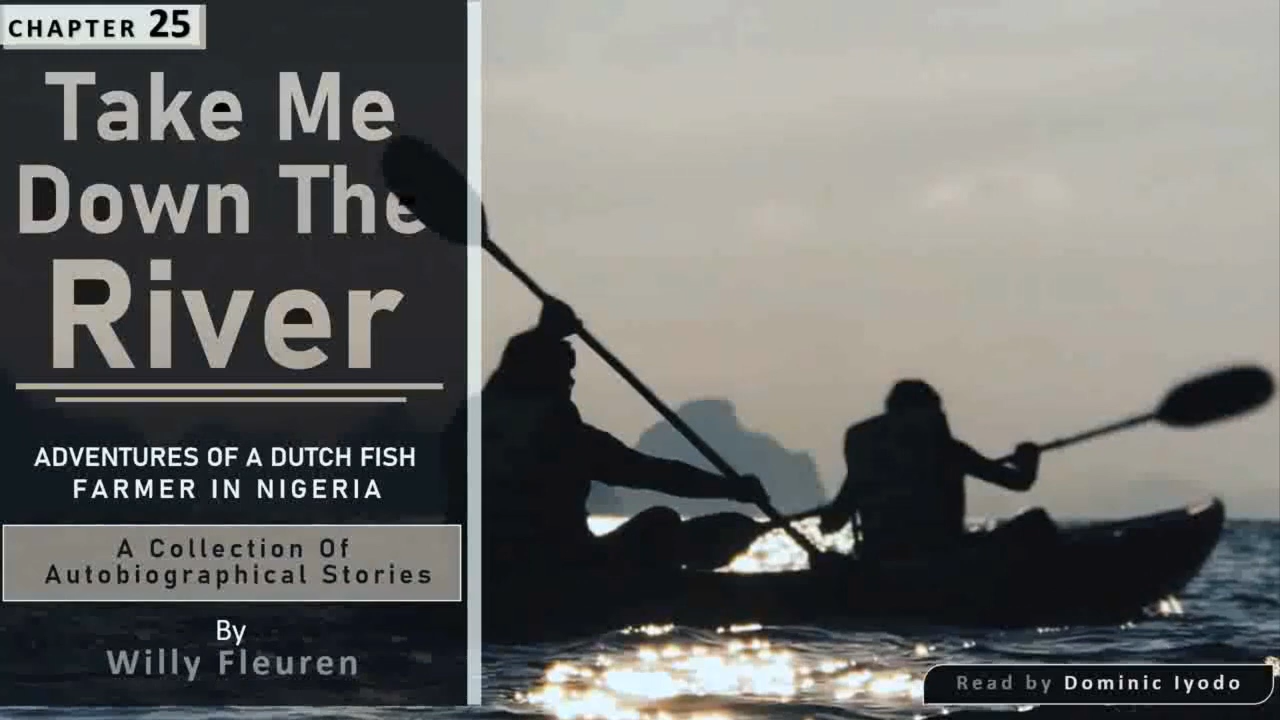 CHAPTER 25
Take Me
Down The
River
ADVENTURES OF A DUTCH FISH
FARMER IN NIGERIA
A Collection Of
Autobiographical Stories
By
Willy Fleuren
Read by Dominic Iyodo